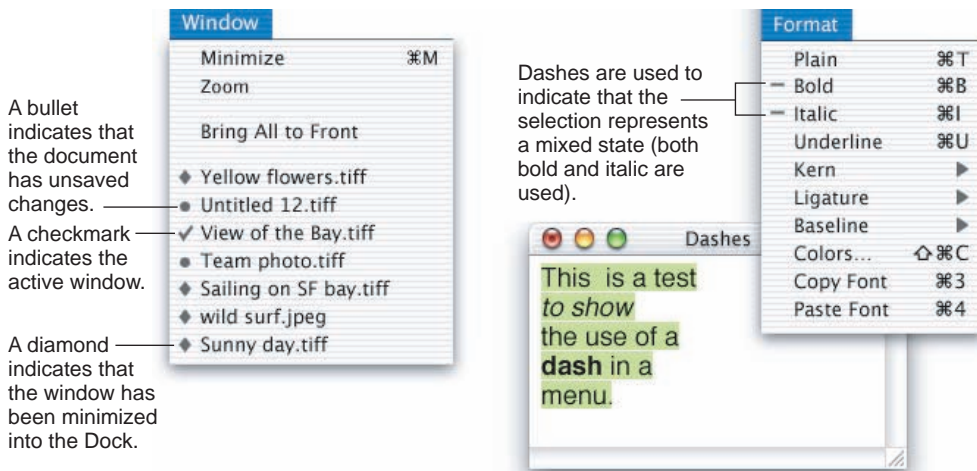 Window
Minimize ⌘M
Zoom
Bring All to Front
◆ Yellow flowers.tiff
● Untitled 12.tiff
✓ View of the Bay.tiff
● Team photo.tiff
◆ Sailing on SF bay.tiff
◆ wild surf.jpeg
◆ Sunny day.tiff
A bullet
indicates that
the document
has unsaved
changes.
A checkmark
indicates the
active window.
A diamond
indicates that
the window has
been minimized
into the Dock.
Dashes are used to
indicate that the
selection represents
a mixed state (both
bold and italic are
used).
Format
Plain ⌘T
– Bold ⌘B
– Italic ⌘I
Underline ⌘U
Kern ▶
Ligature ▶
Baseline ▶
Colors... ⇧⌘C
Copy Font ⌘3
Paste Font ⌘4
Dashes
This is a test
to show
the use of a
dash in a
menu.